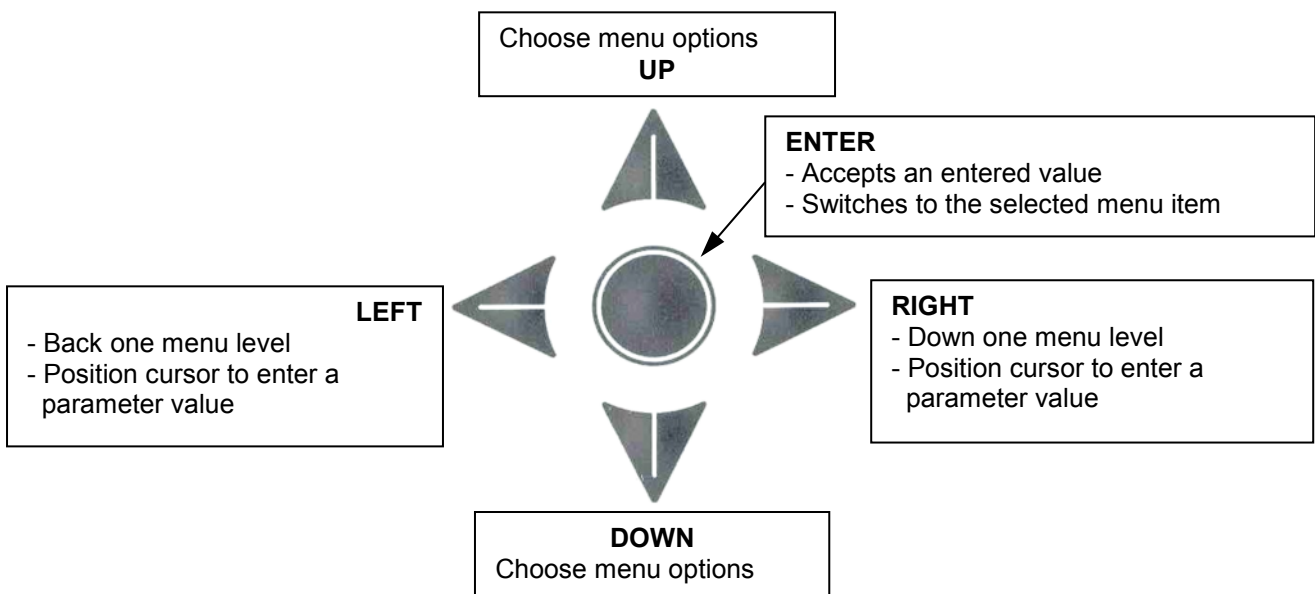 Choose menu options
UP
ENTER
- Accepts an entered value
- Switches to the selected menu item
LEFT
- Back one menu level
- Position cursor to enter a
parameter value
RIGHT
- Down one menu level
- Position cursor to enter a
parameter value
DOWN
Choose menu options